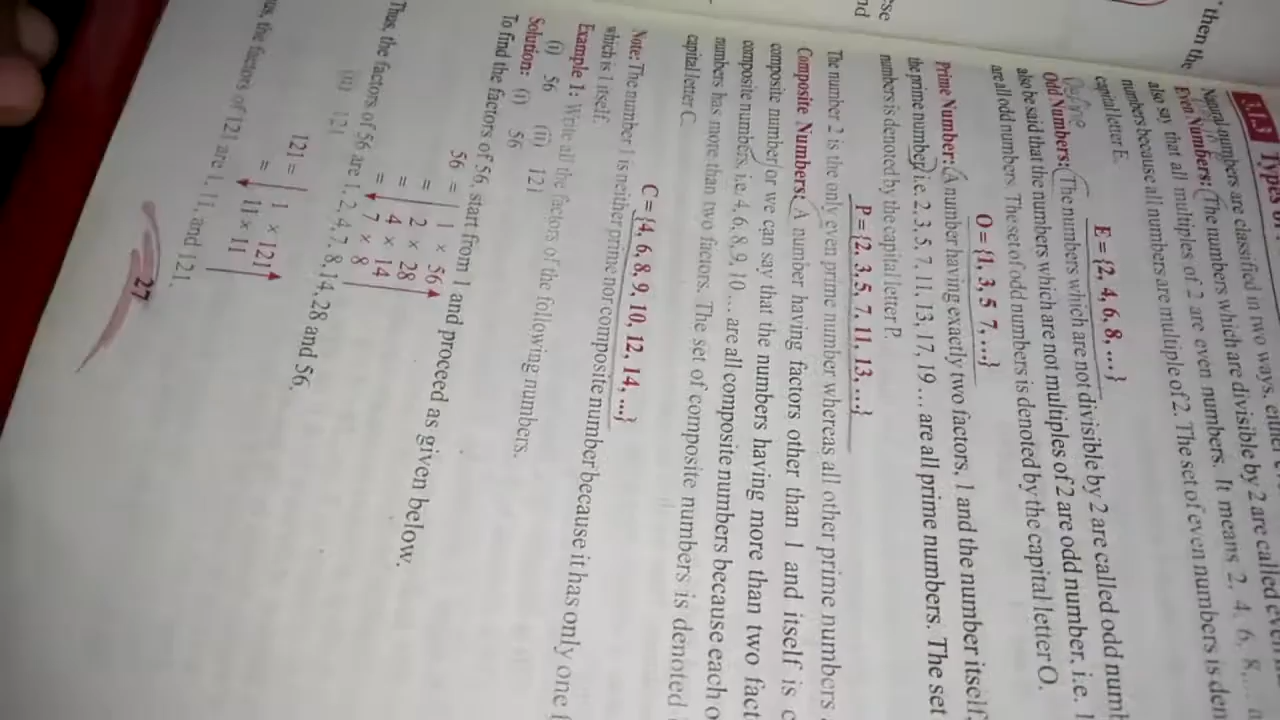 ' then the
se
nd
3.1.3 Types of
Natural numbers are classified in two ways, either
Even Numbers: (The numbers which are divisible by 2 are called even
also say that all multiples of 2 are even numbers. It means 2, 4, 6, 8,...
numbers because all numbers are multiple of 2. The set of even numbers is den
capital letter E.
E = {2, 4, 6, 8, ...}
Define
Odd Numbers: (The numbers which are not divisible by 2 are called odd numb
also be said that the numbers which are not multiples of 2 are odd number, i.e. 1
are all odd numbers. The set of odd numbers is denoted by the capital letter O.
O = {1, 3, 5 7, ...}
Prime Number: (A number having exactly two factors, 1 and the number itself,
the prime number) i.e. 2, 3, 5, 7, 11, 13, 17, 19 ... are all prime numbers. The set
numbers is denoted by the capital letter P.
P = {2, 3, 5, 7, 11, 13, ...}
The number 2 is the only even prime number whereas all other prime numbers
Composite Numbers: (A number having factors other than 1 and itself is c
composite number) or we can say that the numbers having more than two fact
composite numbers, i.e. 4, 6, 8, 9, 10 ... are all composite numbers because each o
numbers has more than two factors. The set of composite numbers is denoted
capital letter C.
C = {4, 6, 8, 9, 10, 12, 14, ...}
Note: The number 1 is neither prime nor composite number because it has only one f
which is 1 itself.
Example 1: Write all the factors of the following numbers.
(i) 56 (ii) 121
Solution: (i) 56
To find the factors of 56, start from 1 and proceed as given below.
56 = 1 × 56
= 2 × 28
= 4 × 14
= 7 × 8
Thus, the factors of 56 are 1, 2, 4, 7, 8, 14, 28 and 56.
(ii) 121
121 = 1 × 121
= 11 × 11
us, the factors of 121 are 1, 11, and 121.
27